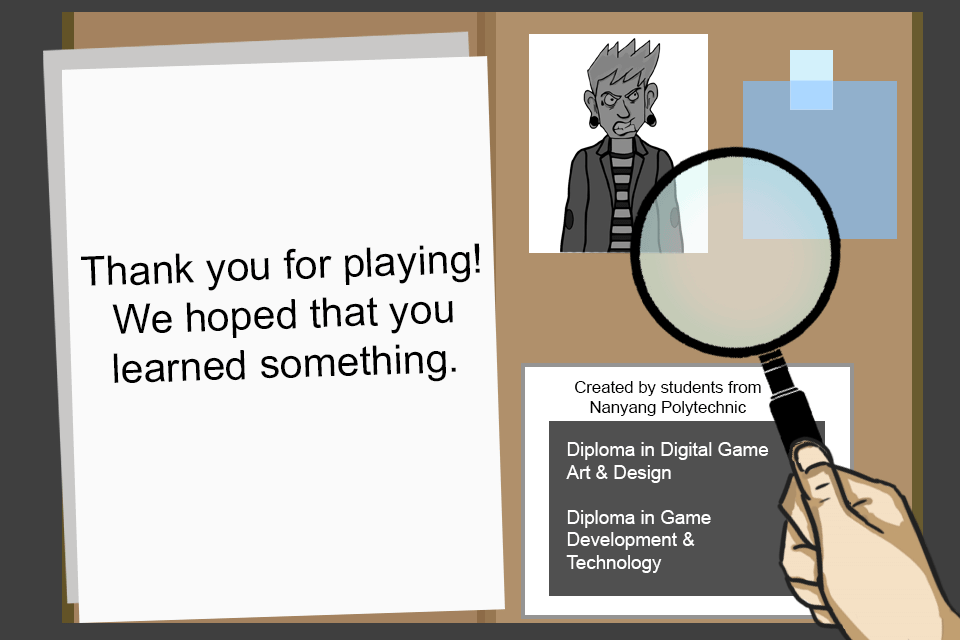 Thank you for playing!
We hoped that you
learned something.
Created by students from
Nanyang Polytechnic
Diploma in Digital Game
Art & Design
Diploma in Game
Development &
Technology